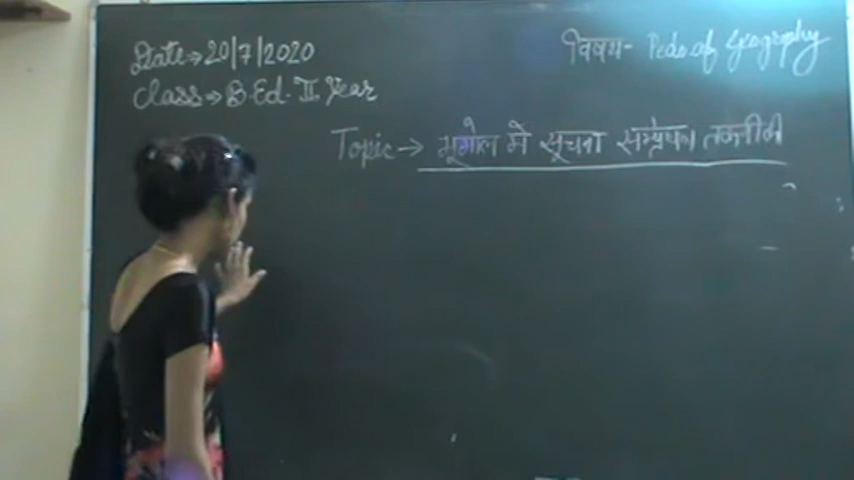 Date→20/7/2020
विषय- Pedo of Geography
Class→B.Ed. II Year
Topic→ भूगोल मे सूचना सम्प्रेषण तकनीकी